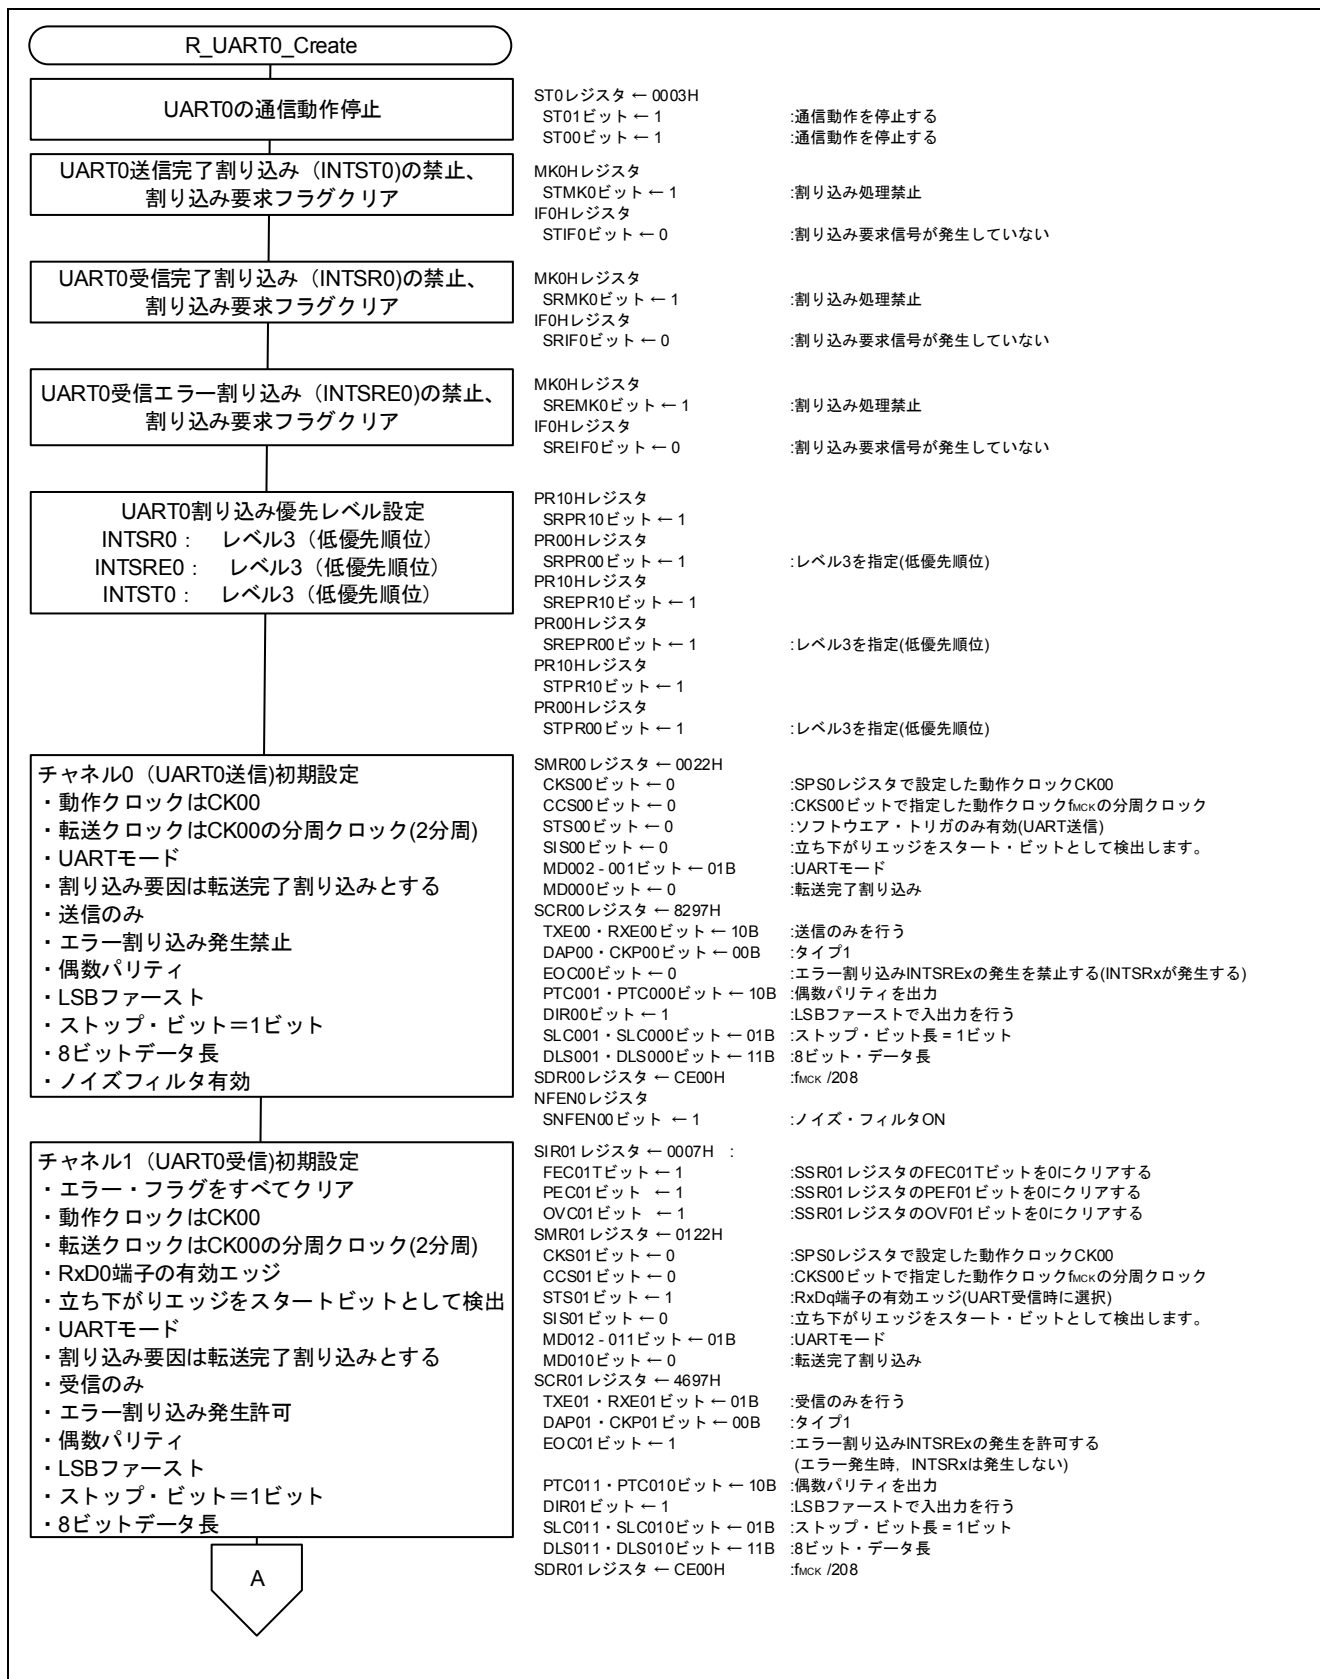 R_UART0_Create
UART0の通信動作停止
ST0レジスタ ← 0003H
ST01ビット ← 1 :通信動作を停止する
ST00ビット ← 1 :通信動作を停止する
UART0送信完了割り込み（INTST0)の禁止、
割り込み要求フラグクリア
MK0Hレジスタ
STMK0ビット ← 1 :割り込み処理禁止
IF0Hレジスタ
STIF0ビット ← 0 :割り込み要求信号が発生していない
UART0受信完了割り込み（INTSR0)の禁止、
割り込み要求フラグクリア
MK0Hレジスタ
SRMK0ビット ← 1 :割り込み処理禁止
IF0Hレジスタ
SRIF0ビット ← 0 :割り込み要求信号が発生していない
UART0受信エラー割り込み（INTSRE0)の禁止、
割り込み要求フラグクリア
MK0Hレジスタ
SREMK0ビット ← 1 :割り込み処理禁止
IF0Hレジスタ
SREIF0ビット ← 0 :割り込み要求信号が発生していない
UART0割り込み優先レベル設定
INTSR0： レベル3（低優先順位）
INTSRE0： レベル3（低優先順位）
INTST0： レベル3（低優先順位）
PR10Hレジスタ
SRPR10ビット ← 1
PR00Hレジスタ
SRPR00ビット ← 1 :レベル3を指定(低優先順位)
PR10Hレジスタ
SREPR10ビット ← 1
PR00Hレジスタ
SREPR00ビット ← 1 :レベル3を指定(低優先順位)
PR10Hレジスタ
STPR10ビット ← 1
PR00Hレジスタ
STPR00ビット ← 1 :レベル3を指定(低優先順位)
チャネル0（UART0送信)初期設定
・動作クロックはCK00
・転送クロックはCK00の分周クロック(2分周)
・UARTモード
・割り込み要因は転送完了割り込みとする
・送信のみ
・エラー割り込み発生禁止
・偶数パリティ
・LSBファースト
・ストップ・ビット＝1ビット
・8ビットデータ長
・ノイズフィルタ有効
SMR00レジスタ ← 0022H
CKS00ビット ← 0 :SPS0レジスタで設定した動作クロックCK00
CCS00ビット ← 0 :CKS00ビットで指定した動作クロックfMCKの分周クロック
STS00ビット ← 0 :ソフトウエア・トリガのみ有効(UART送信)
SIS00ビット ← 0 :立ち下がりエッジをスタート・ビットとして検出します。
MD002 - 001ビット ← 01B :UARTモード
MD000ビット ← 0 :転送完了割り込み
SCR00レジスタ ← 8297H
TXE00・RXE00ビット ← 10B :送信のみを行う
DAP00・CKP00ビット ← 00B :タイプ1
EOC00ビット ← 0 :エラー割り込みINTSRExの発生を禁止する(INTSRxが発生する)
PTC001・PTC000ビット ← 10B :偶数パリティを出力
DIR00ビット ← 1 :LSBファーストで入出力を行う
SLC001・SLC000ビット ← 01B :ストップ・ビット長 = 1ビット
DLS001・DLS000ビット ← 11B :8ビット・データ長
SDR00レジスタ ← CE00H :fMCK /208
NFEN0レジスタ
SNFEN00ビット ← 1 :ノイズ・フィルタON
チャネル1（UART0受信)初期設定
・エラー・フラグをすべてクリア
・動作クロックはCK00
・転送クロックはCK00の分周クロック(2分周)
・RxD0端子の有効エッジ
・立ち下がりエッジをスタートビットとして検出
・UARTモード
・割り込み要因は転送完了割り込みとする
・受信のみ
・エラー割り込み発生許可
・偶数パリティ
・LSBファースト
・ストップ・ビット＝1ビット
・8ビットデータ長
SIR01レジスタ ← 0007H :
FEC01Tビット ← 1 :SSR01レジスタのFEC01Tビットを0にクリアする
PEC01ビット ← 1 :SSR01レジスタのPEF01ビットを0にクリアする
OVC01ビット ← 1 :SSR01レジスタのOVF01ビットを0にクリアする
SMR01レジスタ ← 0122H
CKS01ビット ← 0 :SPS0レジスタで設定した動作クロックCK00
CCS01ビット ← 0 :CKS00ビットで指定した動作クロックfMCKの分周クロック
STS01ビット ← 1 :RxDq端子の有効エッジ(UART受信時に選択)
SIS01ビット ← 0 :立ち下がりエッジをスタート・ビットとして検出します。
MD012 - 011ビット ← 01B :UARTモード
MD010ビット ← 0 :転送完了割り込み
SCR01レジスタ ← 4697H
TXE01・RXE01ビット ← 01B :受信のみを行う
DAP01・CKP01ビット ← 00B :タイプ1
EOC01ビット ← 1 :エラー割り込みINTSRExの発生を許可する
(エラー発生時，INTSRxは発生しない)
PTC011・PTC010ビット ← 10B :偶数パリティを出力
DIR01ビット ← 1 :LSBファーストで入出力を行う
SLC011・SLC010ビット ← 01B :ストップ・ビット長 = 1ビット
DLS011・DLS010ビット ← 11B :8ビット・データ長
SDR01レジスタ ← CE00H :fMCK /208
A